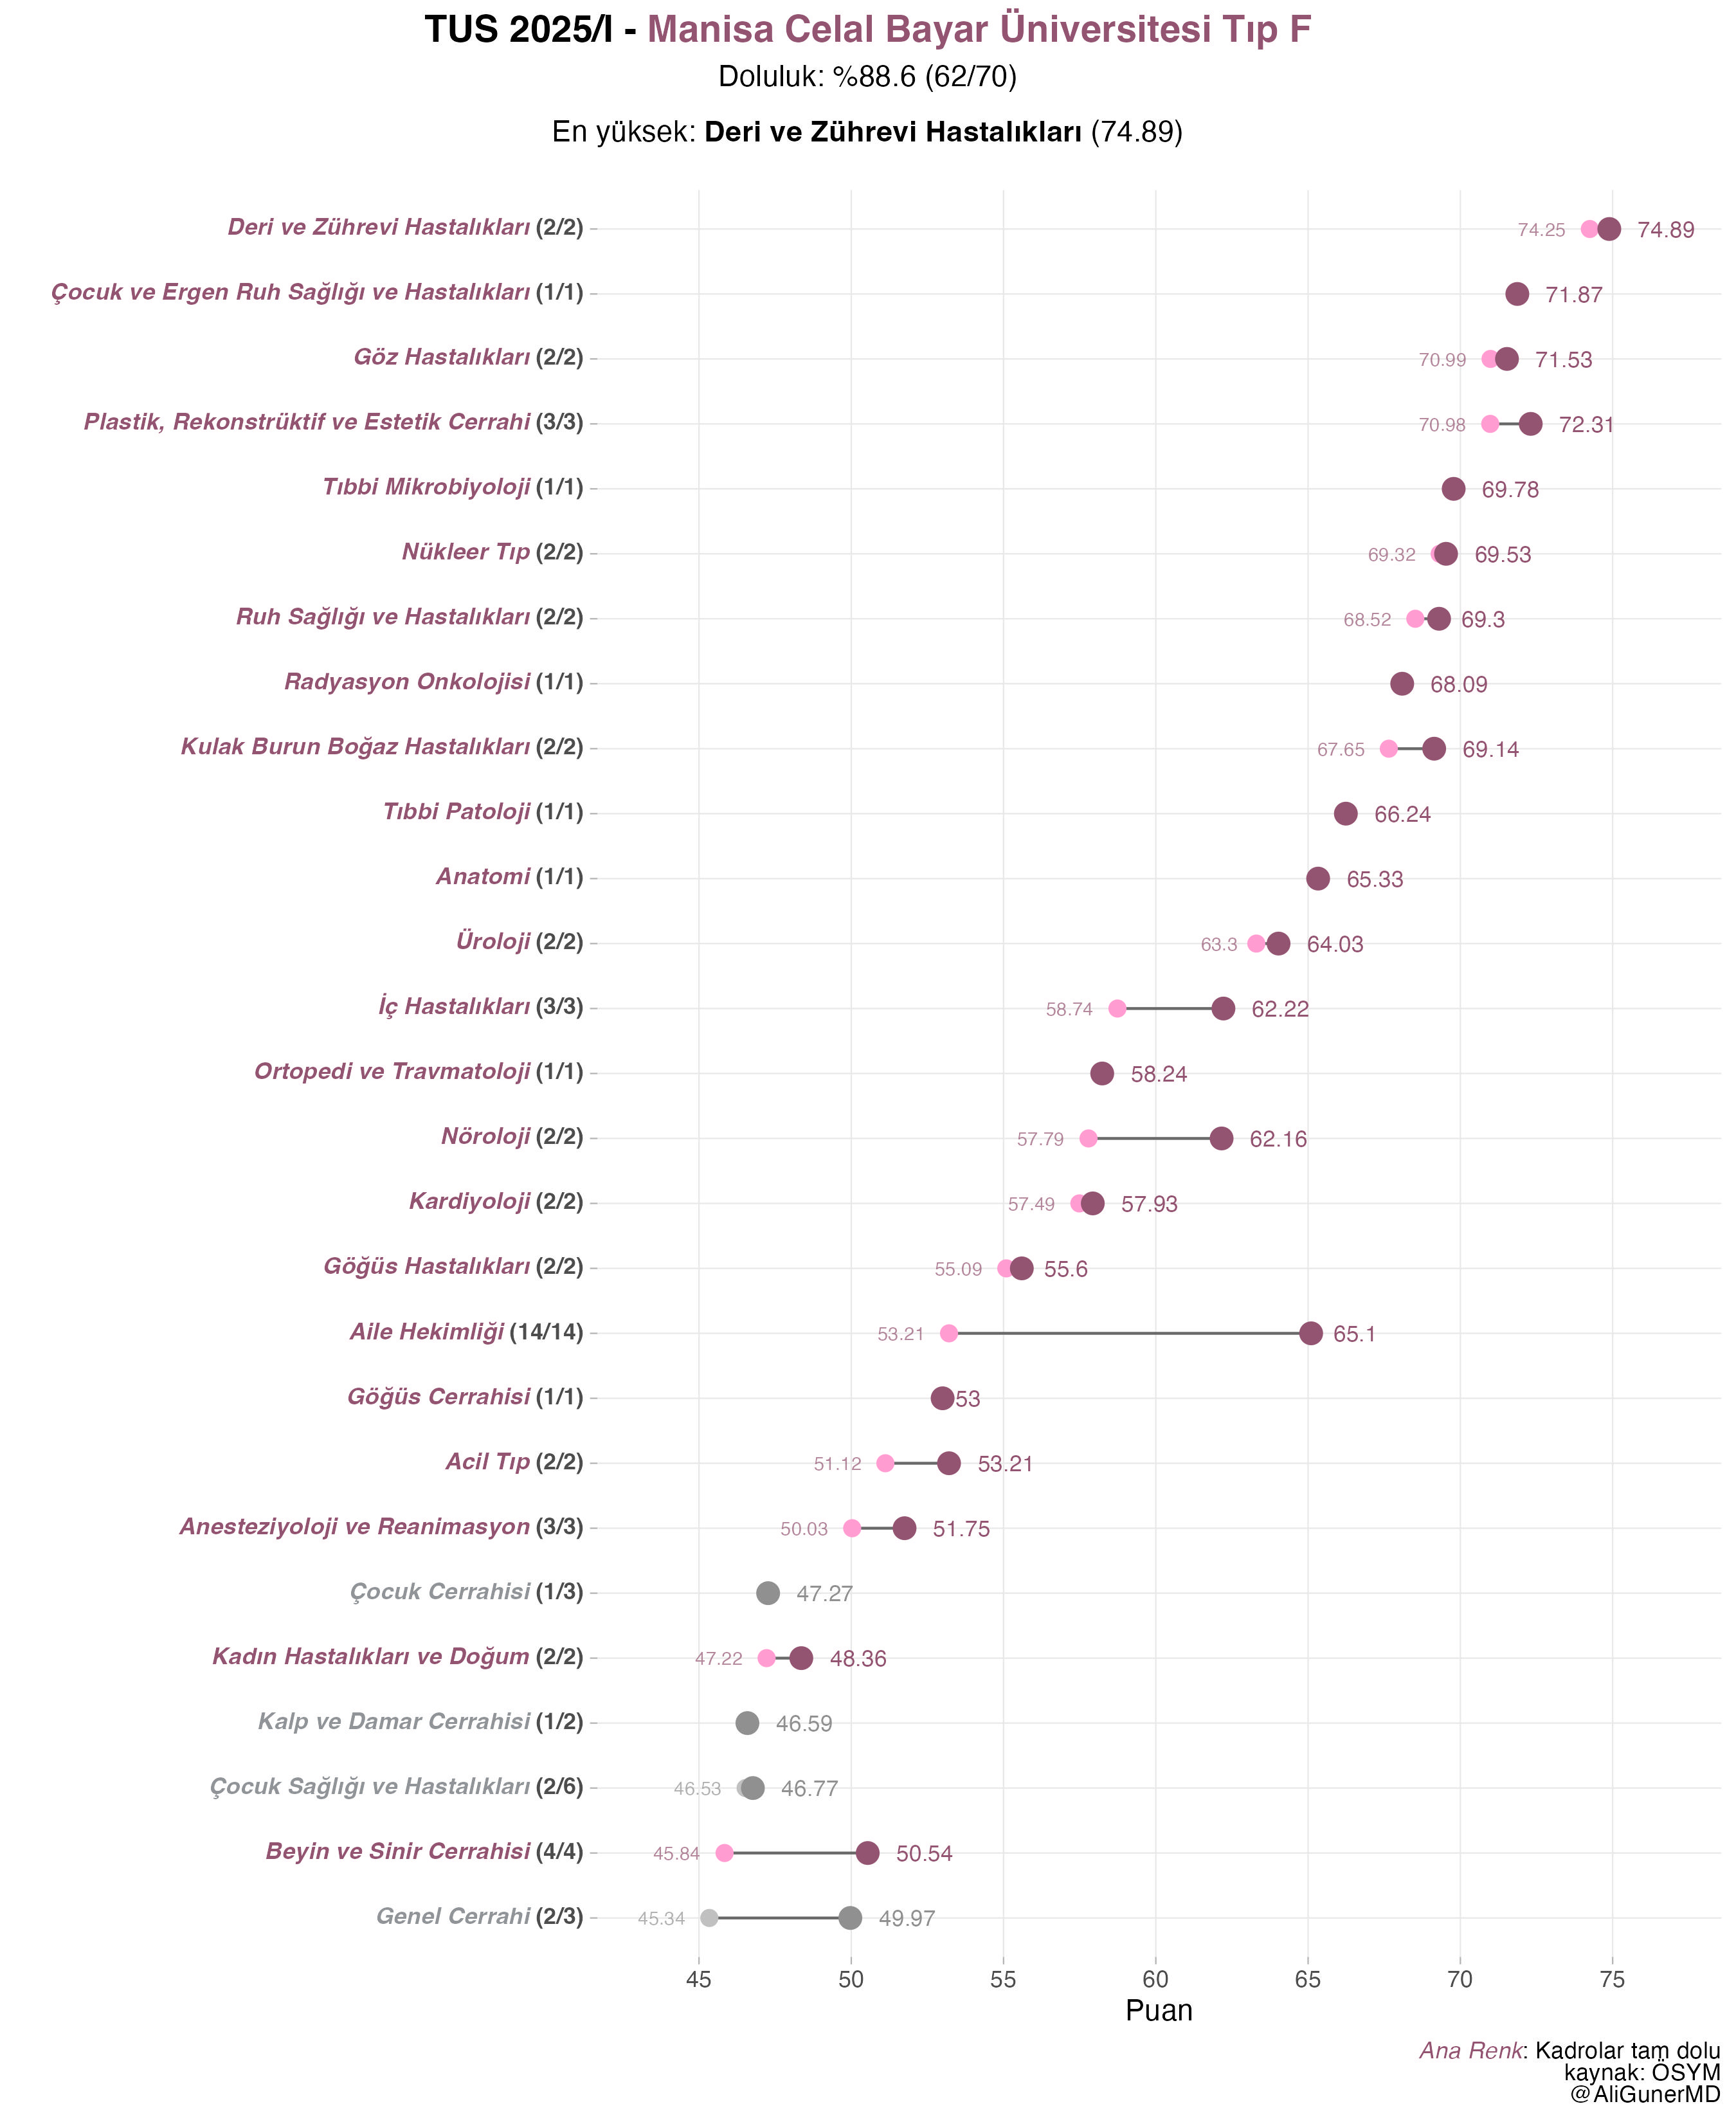 TUS 2025/I - Manisa Celal Bayar Üniversitesi Tıp F
Doluluk: %88.6 (62/70)
En yüksek: Deri ve Zührevi Hastalıkları (74.89)
Deri ve Zührevi Hastalıkları (2/2) 74.25 74.89
Çocuk ve Ergen Ruh Sağlığı ve Hastalıkları (1/1) 71.87
Göz Hastalıkları (2/2) 70.99 71.53
Plastik, Rekonstrüktif ve Estetik Cerrahi (3/3) 70.98 72.31
Tıbbi Mikrobiyoloji (1/1) 69.78
Nükleer Tıp (2/2) 69.32 69.53
Ruh Sağlığı ve Hastalıkları (2/2) 68.52 69.3
Radyasyon Onkolojisi (1/1) 68.09
Kulak Burun Boğaz Hastalıkları (2/2) 67.65 69.14
Tıbbi Patoloji (1/1) 66.24
Anatomi (1/1) 65.33
Üroloji (2/2) 63.3 64.03
İç Hastalıkları (3/3) 58.74 62.22
Ortopedi ve Travmatoloji (1/1) 58.24
Nöroloji (2/2) 57.79 62.16
Kardiyoloji (2/2) 57.49 57.93
Göğüs Hastalıkları (2/2) 55.09 55.6
Aile Hekimliği (14/14) 53.21 65.1
Göğüs Cerrahisi (1/1) 53
Acil Tıp (2/2) 51.12 53.21
Anesteziyoloji ve Reanimasyon (3/3) 50.03 51.75
Çocuk Cerrahisi (1/3) 47.27
Kadın Hastalıkları ve Doğum (2/2) 47.22 48.36
Kalp ve Damar Cerrahisi (1/2) 46.59
Çocuk Sağlığı ve Hastalıkları (2/6) 46.53 46.77
Beyin ve Sinir Cerrahisi (4/4) 45.84 50.54
Genel Cerrahi (2/3) 45.34 49.97
45 50 55 60 65 70 75
Puan
Ana Renk: Kadrolar tam dolu
kaynak: ÖSYM
@AliGunerMD